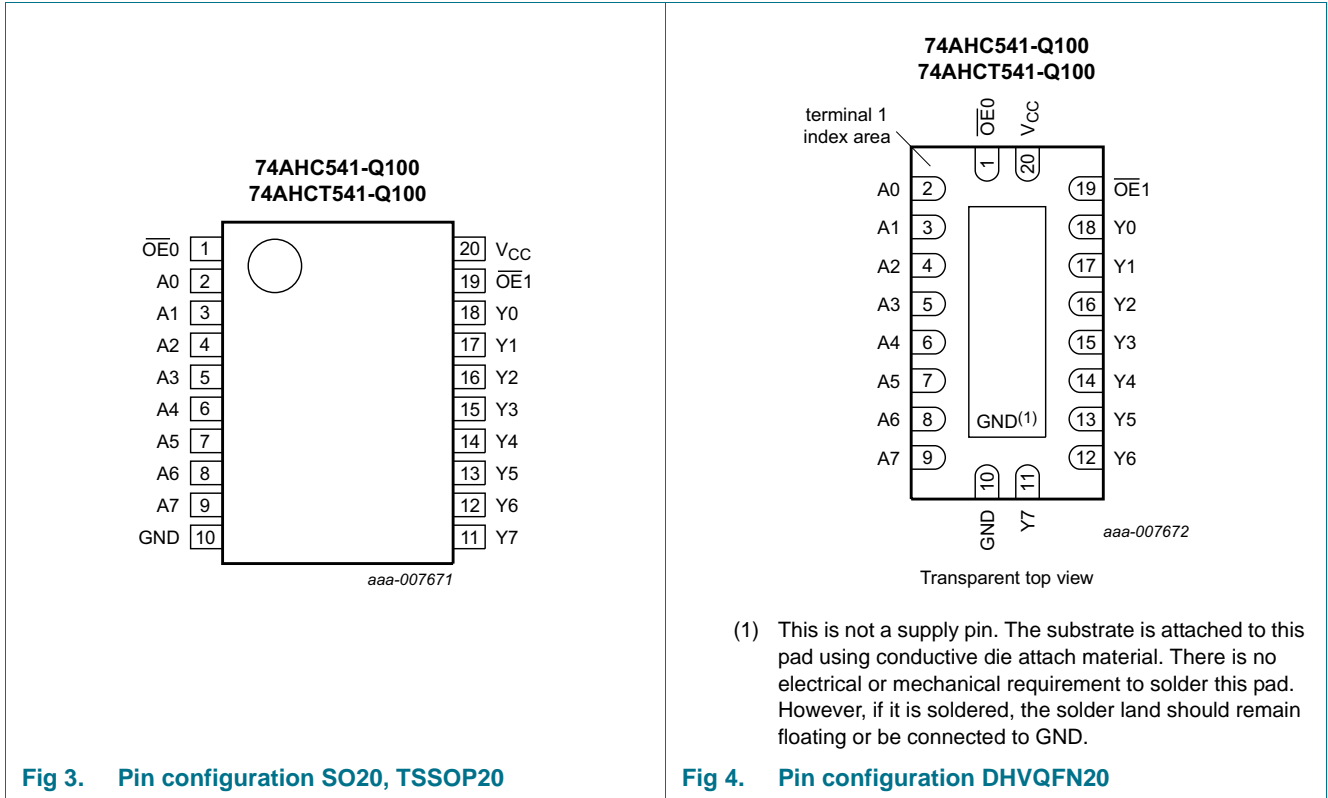 74AHC541-Q100
74AHCT541-Q100
OE0 1
A0 2
A1 3
A2 4
A3 5
A4 6
A5 7
A6 8
A7 9
GND 10
20 VCC
19 OE1
18 Y0
17 Y1
16 Y2
15 Y3
14 Y4
13 Y5
12 Y6
11 Y7
aaa-007671
Fig 3. Pin configuration SO20, TSSOP20
74AHC541-Q100
74AHCT541-Q100
terminal 1
index area
OE0 1
VCC 20
A0 2
A1 3
A2 4
A3 5
A4 6
A5 7
A6 8
A7 9
19 OE1
18 Y0
17 Y1
16 Y2
15 Y3
14 Y4
13 Y5
12 Y6
GND(1)
GND 10
Y7 11
aaa-007672
Transparent top view
(1) This is not a supply pin. The substrate is attached to this
pad using conductive die attach material. There is no
electrical or mechanical requirement to solder this pad.
However, if it is soldered, the solder land should remain
floating or be connected to GND.
Fig 4. Pin configuration DHVQFN20